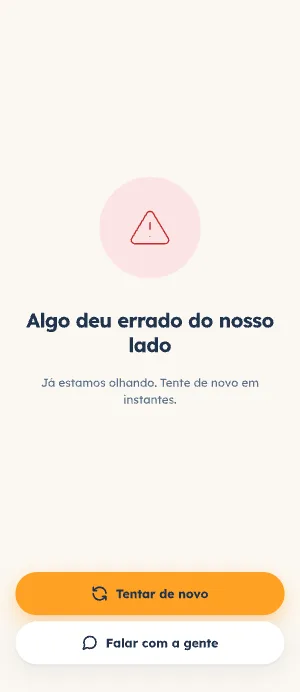 Algo deu errado do nosso
lado
Já estamos olhando. Tente de novo em
instantes.
Tentar de novo
Falar com a gente